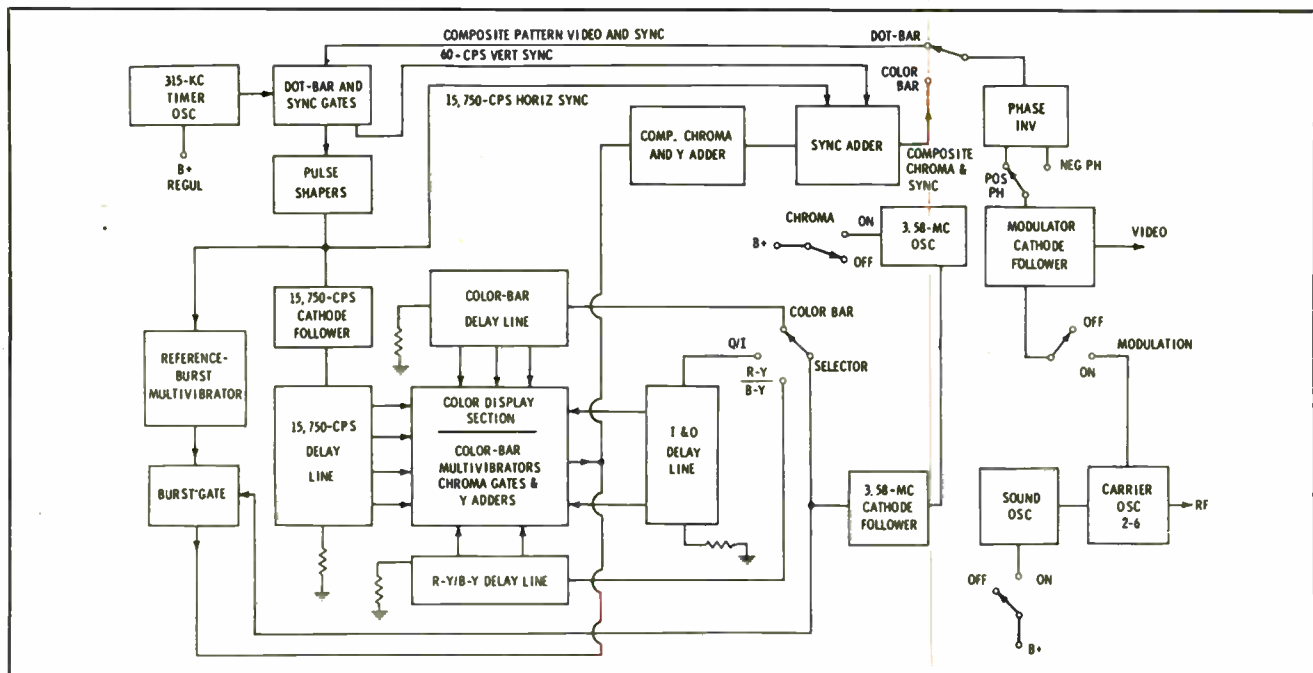 COMPOSITE PATTERN VIDEO AND SYNC
DOT-BAR
60-CPS VERT SYNC
315-KC
TIMER
OSC
DOT-BAR AND
SYNC GATES
COLOR
BAR
15,750-CPS HORIZ SYNC
PHASE
INV
B+
REGUL
PULSE
SHAPERS
COMP. CHROMA
AND Y ADDER
SYNC ADDER
COMPOSITE
CHROMA &
SYNC
POS
PH
NEG PH
CHROMA
ON
B+
OFF
3.58-MC
OSC
MODULATOR
CATHODE
FOLLOWER
VIDEO
15,750-CPS
CATHODE
FOLLOWER
COLOR-BAR
DELAY LINE
COLOR BAR
SELECTOR
Q/I
R-Y
B-Y
OFF
MODULATION
ON
REFERENCE-
BURST
MULTIVIBRATOR
15,750-CPS
DELAY
LINE
COLOR DISPLAY
SECTION
COLOR-BAR
MULTIVIBRATORS
CHROMA GATES &
Y ADDERS
I & Q
DELAY
LINE
BURST GATE
3.58-MC
CATHODE
FOLLOWER
SOUND
OSC
CARRIER
OSC
2-6
RF
R-Y/B-Y DELAY LINE
OFF
ON
B+